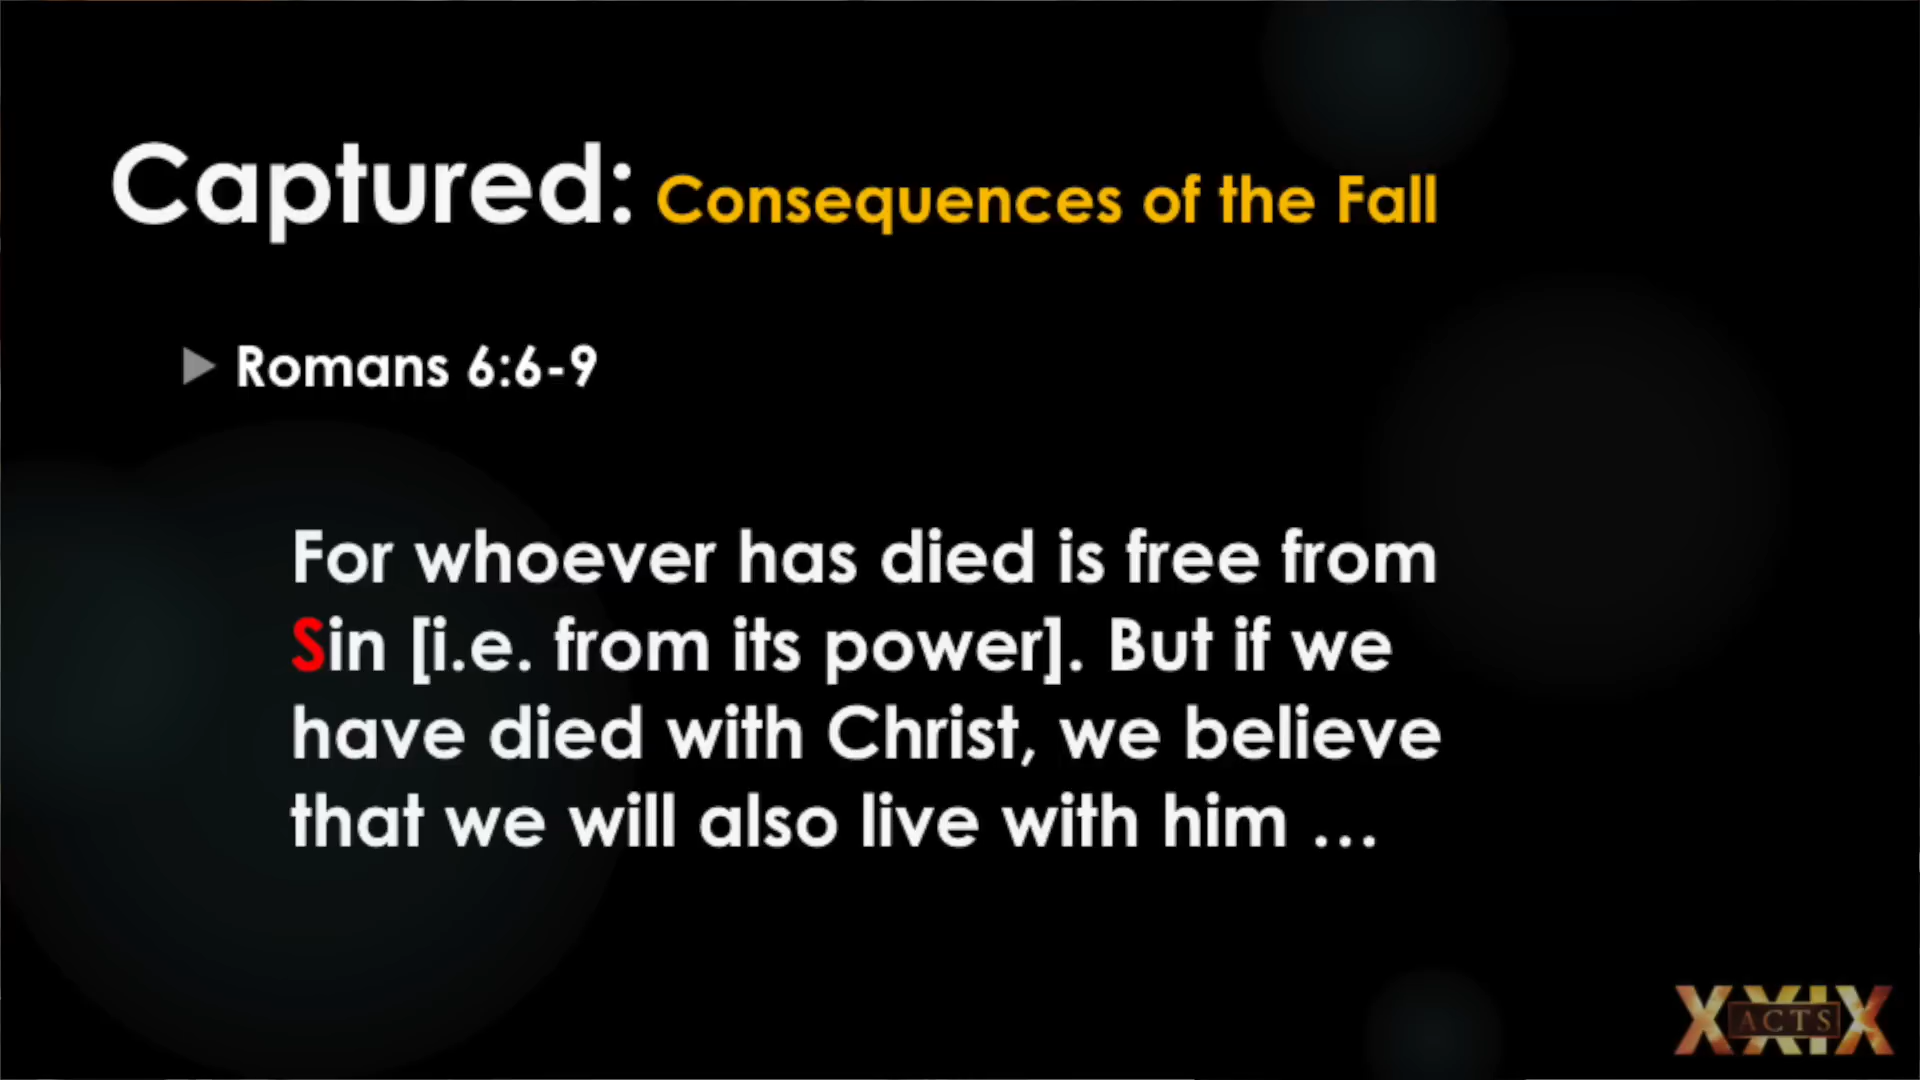 Captured: Consequences of the Fall
Romans 6:6-9
For whoever has died is free from
Sin [i.e. from its power]. But if we
have died with Christ, we believe
that we will also live with him …
XXIX
ACTS